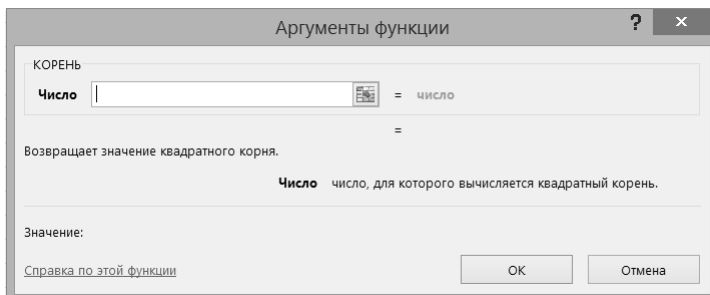 Аргументы функции ? ×
КОРЕНЬ
Число = число
=
Возвращает значение квадратного корня.
Число число, для которого вычисляется квадратный корень.
Значение:
Справка по этой функции ОК Отмена